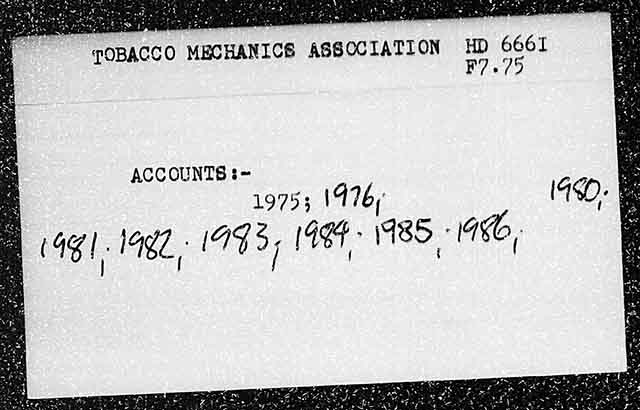 TOBACCO MECHANICS ASSOCIATION HD 6661
F7.75
ACCOUNTS:-
1975; 1976; 1980;
1981; 1982; 1983; 1984; 1985; 1986;